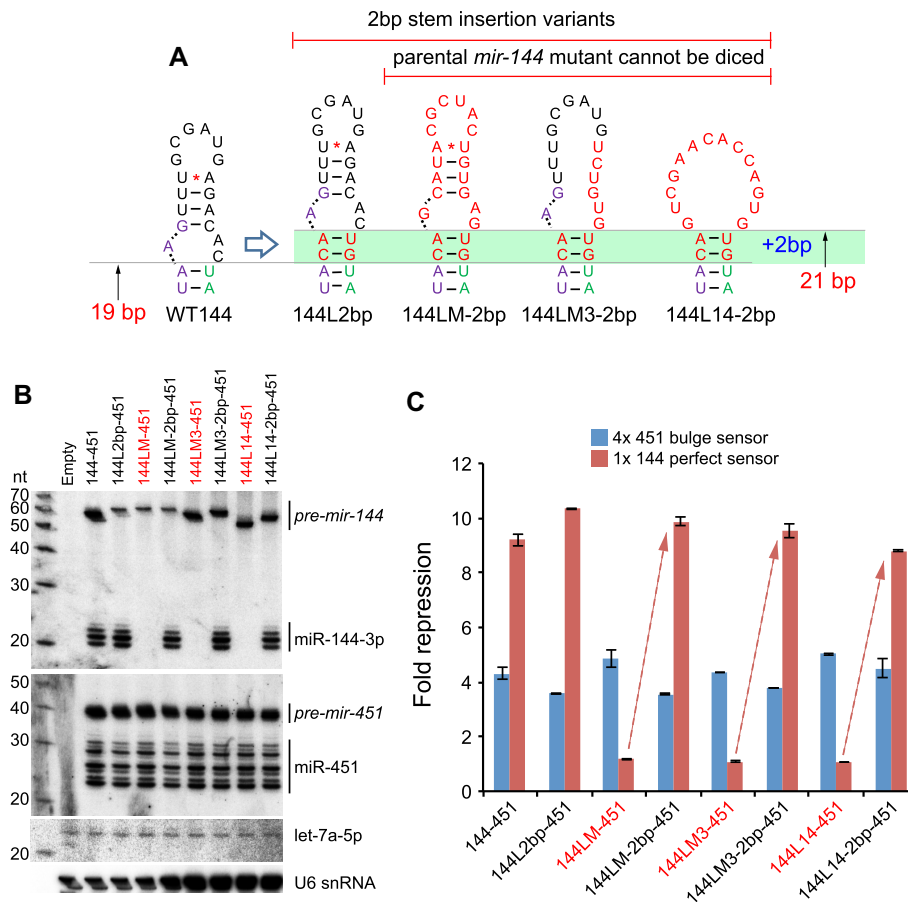 2bp stem insertion variants
A
parental mir-144 mutant cannot be diced
+2bp
19 bp
21 bp
WT144
144L2bp
144LM-2bp
144LM3-2bp
144L14-2bp
B
Empty
144-451
144L2bp-451
144LM-451
144LM-2bp-451
144LM3-451
144LM3-2bp-451
144L14-451
144L14-2bp-451
nt
70
60
50
40
30
20
pre-mir-144
miR-144-3p
50
40
30
20
pre-mir-451
miR-451
20
let-7a-5p
U6 snRNA
C
4x 451 bulge sensor
1x 144 perfect sensor
Fold repression
12
10
8
6
4
2
0
144-451
144L2bp-451
144LM-451
144LM-2bp-451
144LM3-451
144LM3-2bp-451
144L14-451
144L14-2bp-451